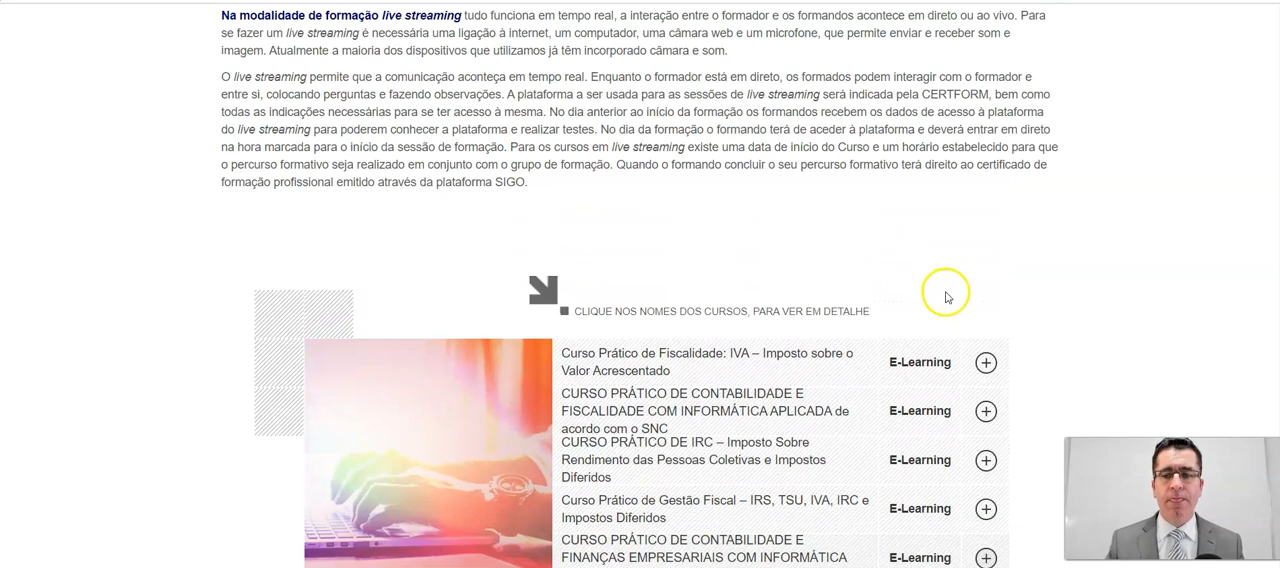 Na modalidade de formação live streaming tudo funciona em tempo real, a interação entre o formador e os formandos acontece em direto ou ao vivo. Para
se fazer um live streaming é necessária uma ligação à internet, um computador, uma câmara web e um microfone, que permite enviar e receber som e
imagem. Atualmente a maioria dos dispositivos que utilizamos já têm incorporado câmara e som.
O live streaming permite que a comunicação aconteça em tempo real. Enquanto o formador está em direto, os formados podem interagir com o formador e
entre si, colocando perguntas e fazendo observações. A plataforma a ser usada para as sessões de live streaming será indicada pela CERTFORM, bem como
todas as indicações necessárias para se ter acesso à mesma. No dia anterior ao início da formação os formandos recebem os dados de acesso à plataforma
do live streaming para poderem conhecer a plataforma e realizar testes. No dia da formação o formando terá de aceder à plataforma e deverá entrar em direto
na hora marcada para o início da sessão de formação. Para os cursos em live streaming existe uma data de início do Curso e um horário estabelecido para que
o percurso formativo seja realizado em conjunto com o grupo de formação. Quando o formando concluir o seu percurso formativo terá direito ao certificado de
formação profissional emitido através da plataforma SIGO.
CLIQUE NOS NOMES DOS CURSOS, PARA VER EM DETALHE
Curso Prático de Fiscalidade: IVA – Imposto sobre o
Valor Acrescentado
E-Learning
CURSO PRÁTICO DE CONTABILIDADE E
FISCALIDADE COM INFORMÁTICA APLICADA de
acordo com o SNC
E-Learning
CURSO PRÁTICO DE IRC – Imposto Sobre
Rendimento das Pessoas Coletivas e Impostos
Diferidos
E-Learning
Curso Prático de Gestão Fiscal – IRS, TSU, IVA, IRC e
Impostos Diferidos
E-Learning
CURSO PRÁTICO DE CONTABILIDADE E
FINANÇAS EMPRESARIAIS COM INFORMÁTICA
E-Learning